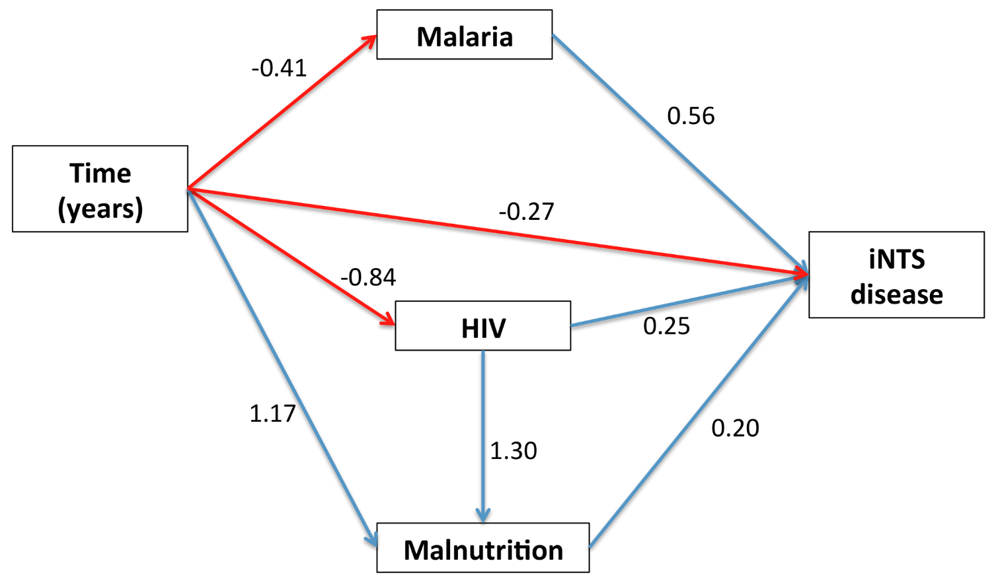 Malaria
-0.41
0.56
Time
(years)
-0.27
iNTS
disease
-0.84
HIV
0.25
1.17
0.20
1.30
Malnutrition